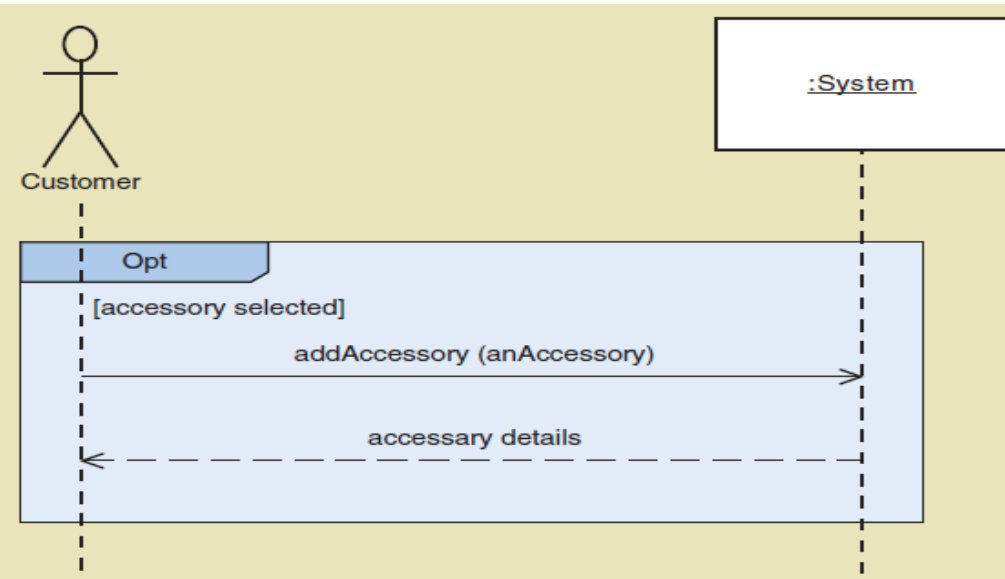 :System
Customer
Opt
[accessory selected]
addAccessory (anAccessory)
accessary details